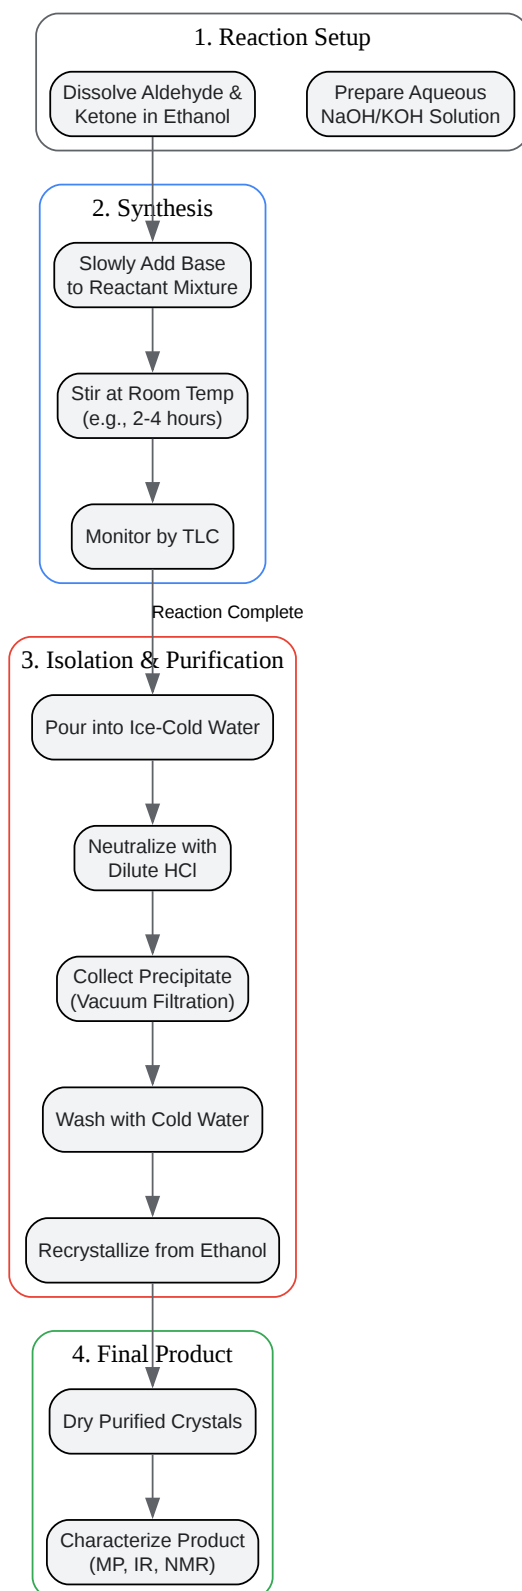 1. Reaction Setup
Dissolve Aldehyde &
Ketone in Ethanol
Prepare Aqueous
NaOH/KOH Solution
2. Synthesis
Slowly Add Base
to Reactant Mixture
Stir at Room Temp
(e.g., 2-4 hours)
Monitor by TLC
Reaction Complete
3. Isolation & Purification
Pour into Ice-Cold Water
Neutralize with
Dilute HCl
Collect Precipitate
(Vacuum Filtration)
Wash with Cold Water
Recrystallize from Ethanol
4. Final Product
Dry Purified Crystals
Characterize Product
(MP, IR, NMR)